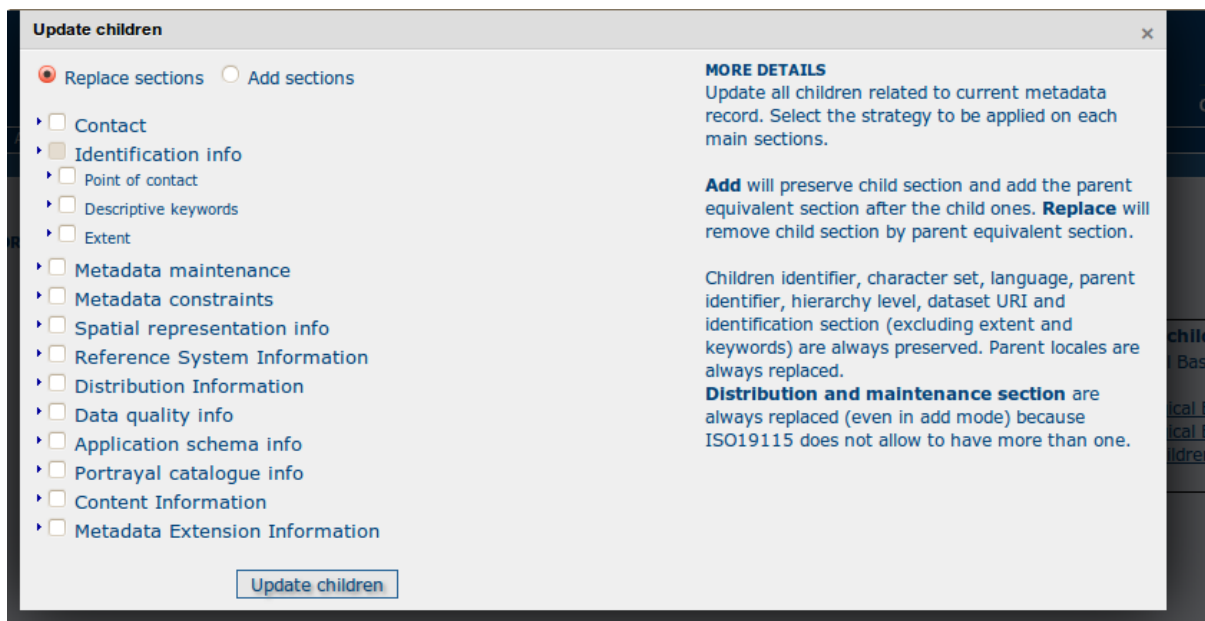 Update children
×
Replace sections Add sections
Contact
Identification info
Point of contact
Descriptive keywords
Extent
Metadata maintenance
Metadata constraints
Spatial representation info
Reference System Information
Distribution Information
Data quality info
Application schema info
Portrayal catalogue info
Content Information
Metadata Extension Information
Update children
MORE DETAILS
Update all children related to current metadata
record. Select the strategy to be applied on each
main sections.
Add will preserve child section and add the parent
equivalent section after the child ones. Replace will
remove child section by parent equivalent section.
Children identifier, character set, language, parent
identifier, hierarchy level, dataset URI and
identification section (excluding extent and
keywords) are always preserved. Parent locales are
always replaced.
Distribution and maintenance section are
always replaced (even in add mode) because
ISO19115 does not allow to have more than one.